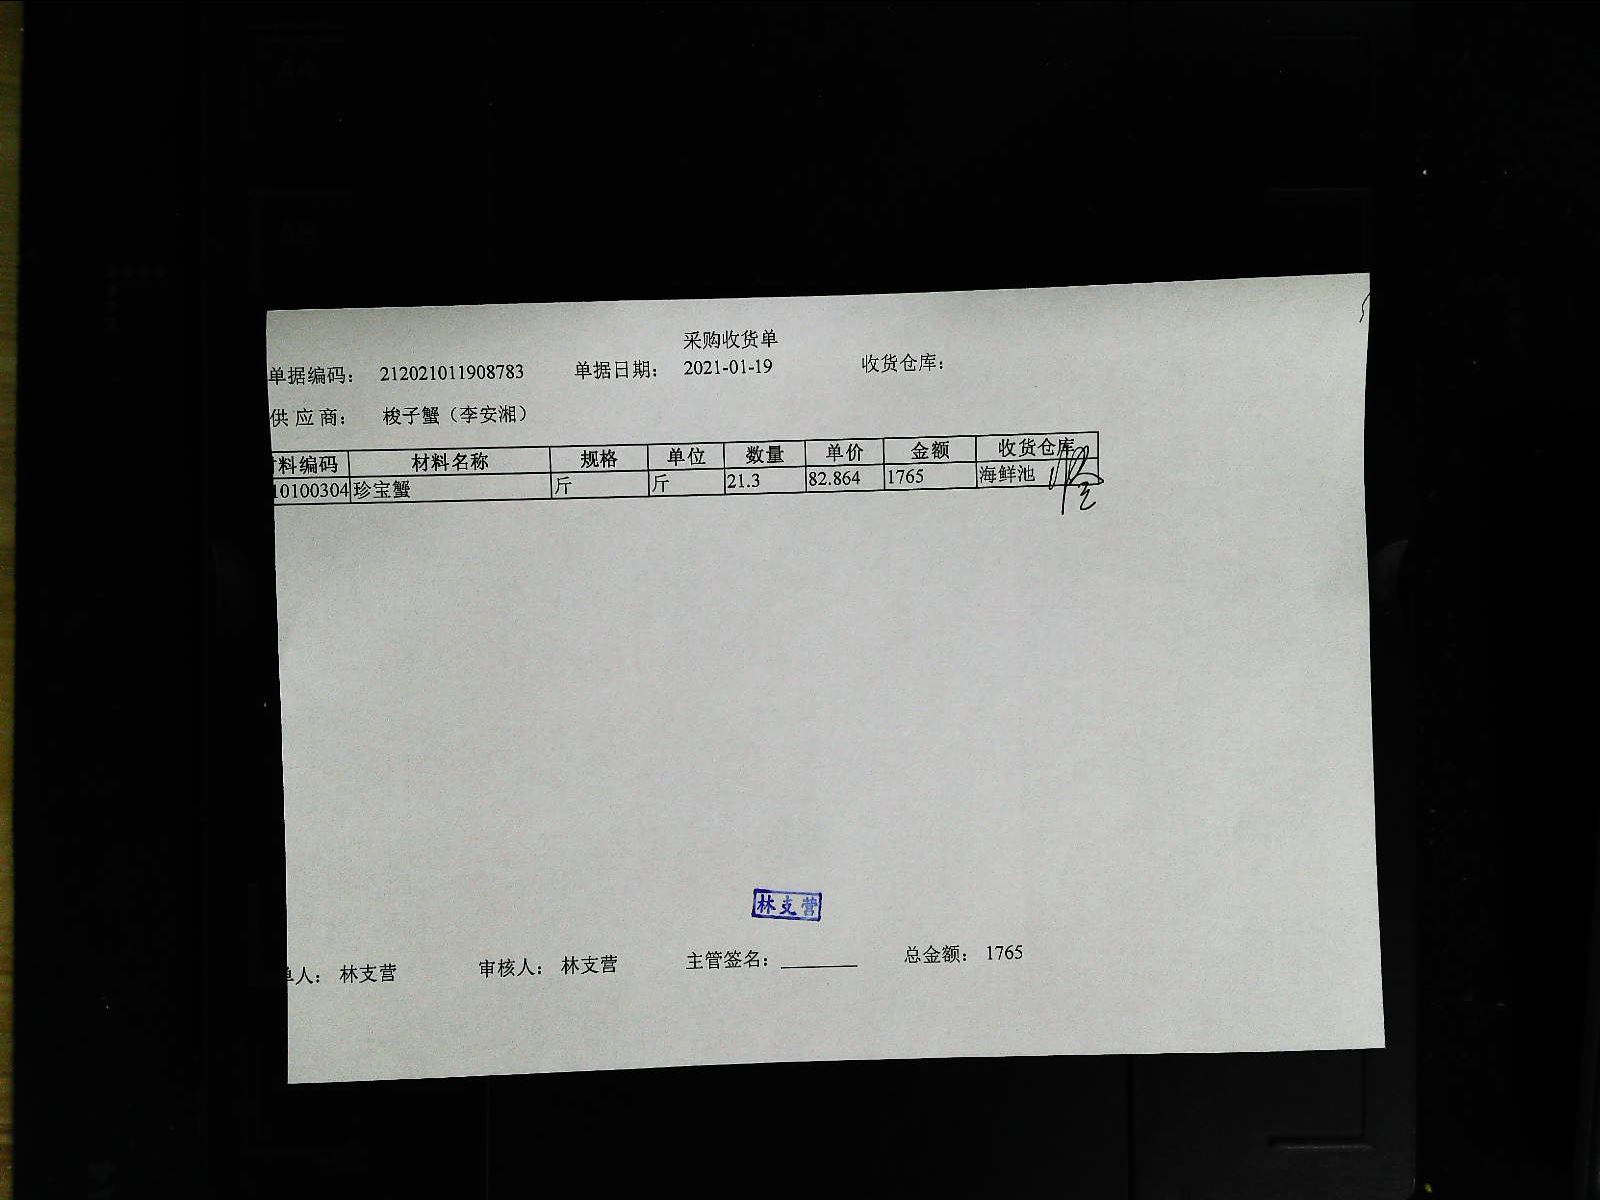 采购收货单
单据编码： 212021011908783 单据日期： 2021-01-19 收货仓库：
供 应 商： 梭子蟹（李安湘）
料编码 材料名称 规格 单位 数量 单价 金额 收货仓库
10100304 珍宝蟹 斤 斤 21.3 82.864 1765 海鲜池
林支营
单人： 林支营 审核人： 林支营 主管签名：________ 总金额： 1765